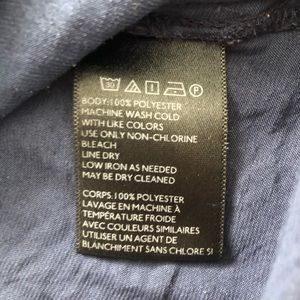 30 P
BODY:100% POLYESTER
MACHINE WASH COLD
WITH LIKE COLORS
USE ONLY NON-CHLORINE
BLEACH
LINE DRY
LOW IRON AS NEEDED
MAY BE DRY CLEANED
CORPS:100% POLYESTER
LAVAGE EN MACHINE À
TEMPÉRATURE FROIDE
AVEC COULEURS SIMILAIRES
UTILISER UN AGENT DE
BLANCHIMENT SANS CHLORE SI